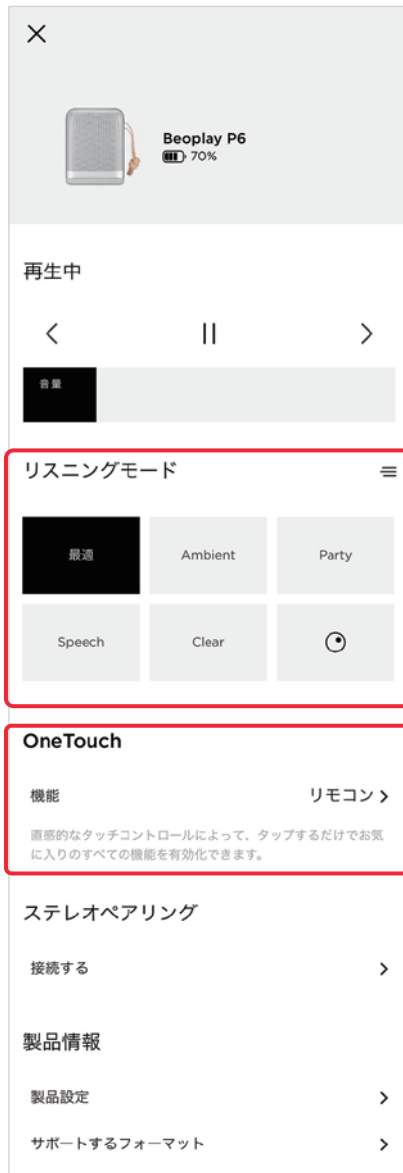 Beoplay P6
70%
再生中
音量
リスニングモード
最適 Ambient Party
Speech Clear
OneTouch
機能 リモコン
直感的なタッチコントロールによって、タップするだけでお気
に入りのすべての機能を有効化できます。
ステレオペアリング
接続する
製品情報
製品設定
サポートするフォーマット